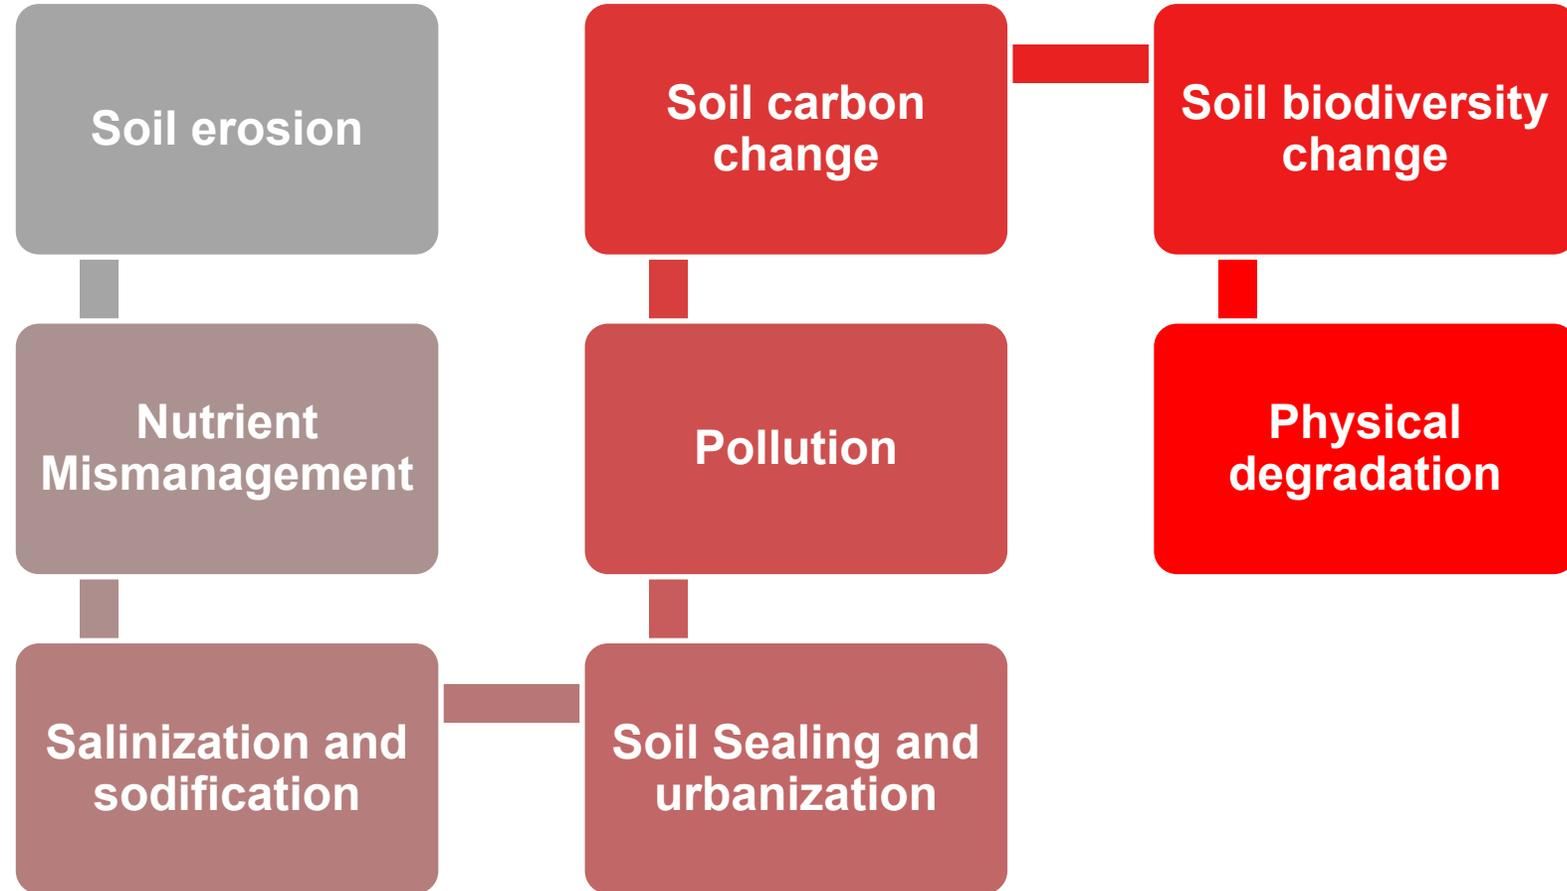 Soil erosion
Nutrient
Mismanagement
Salinization and
sodification
Soil Sealing and
urbanization
Pollution
Soil carbon
change
Soil biodiversity
change
Physical
degradation